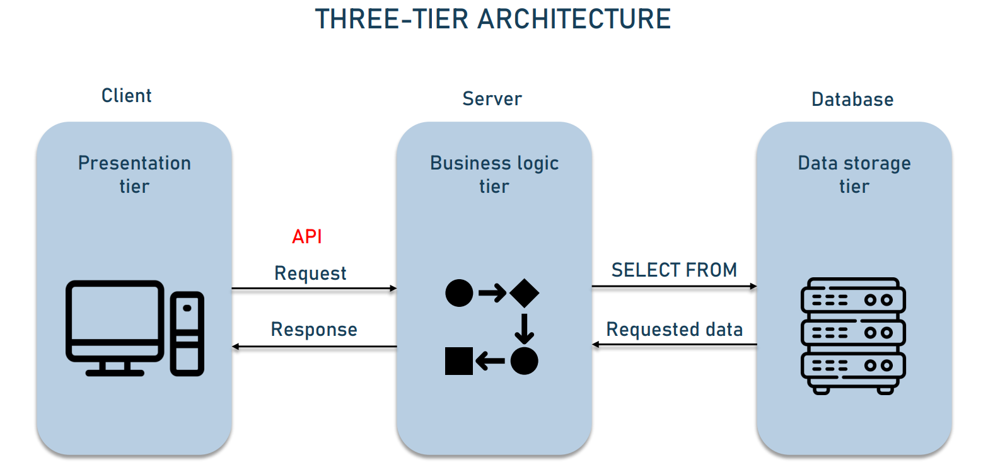 THREE-TIER ARCHITECTURE
Client
Server
Database
Presentation
tier
Business logic
tier
Data storage
tier
API
Request
Response
SELECT FROM
Requested data